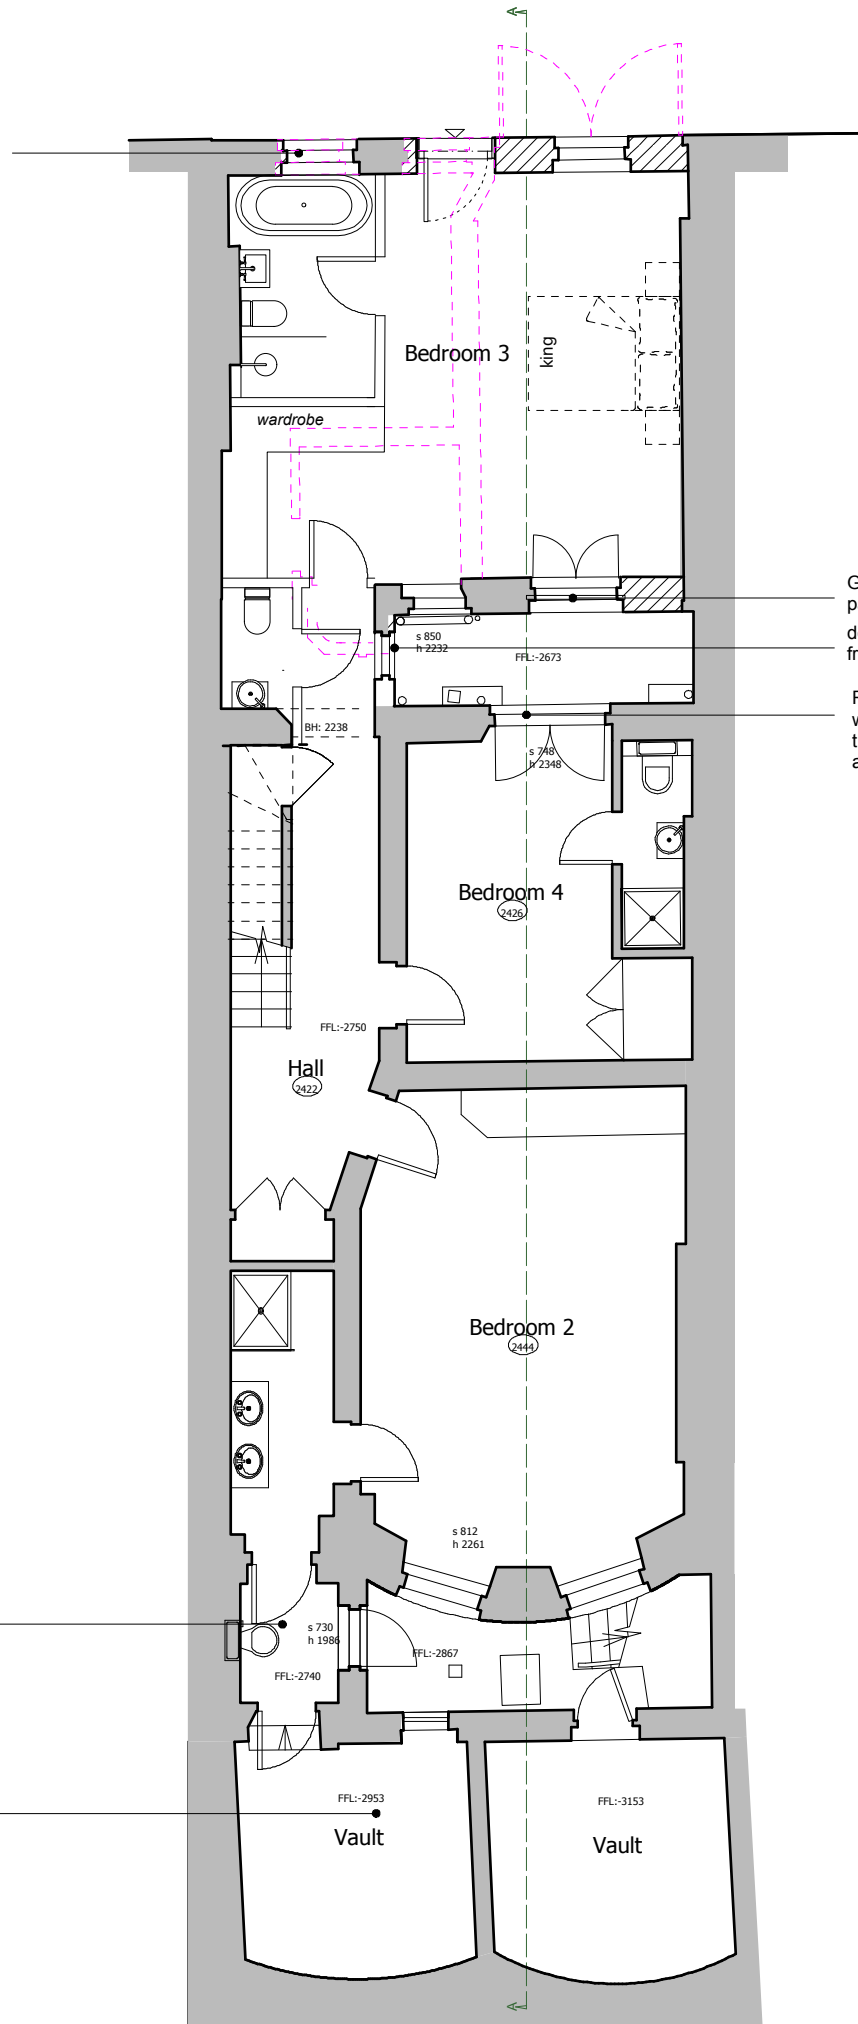 Bedroom 3
king
wardrobe
G
p
s 850
h 2232
FFL:-2673
d
fr
BH: 2238
s 748
h 2348
w
t
a
Bedroom 4
2426
FFL:-2750
Hall
2422
Bedroom 2
2444
s 812
h 2261
s 730
h 1986
FFL:-2867
FFL:-2740
FFL:-2953
Vault
FFL:-3153
Vault